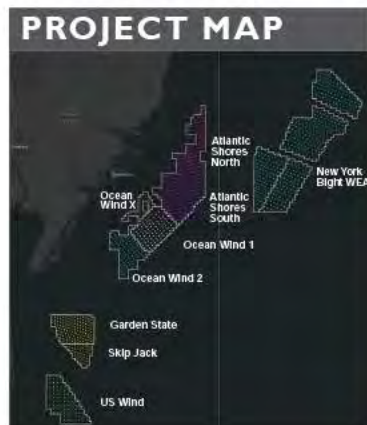 PROJECT MAP
Atlantic
Shores
North
New York
Bight WEA
Ocean
Wind X
Atlantic
Shores
South
Ocean Wind 1
Ocean Wind 2
Garden State
Skip Jack
US Wind